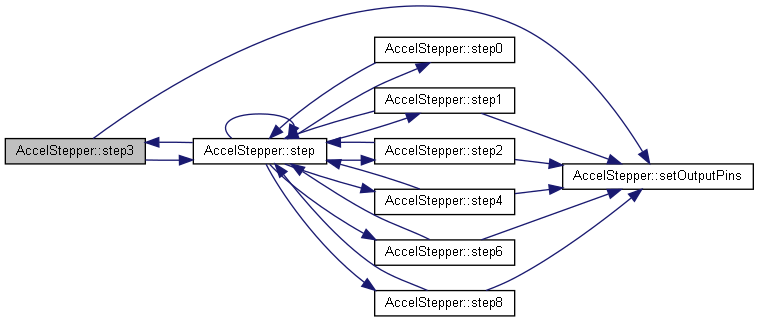 AccelStepper::step0
AccelStepper::step1
AccelStepper::step3
AccelStepper::step
AccelStepper::step2
AccelStepper::setOutputPins
AccelStepper::step4
AccelStepper::step6
AccelStepper::step8